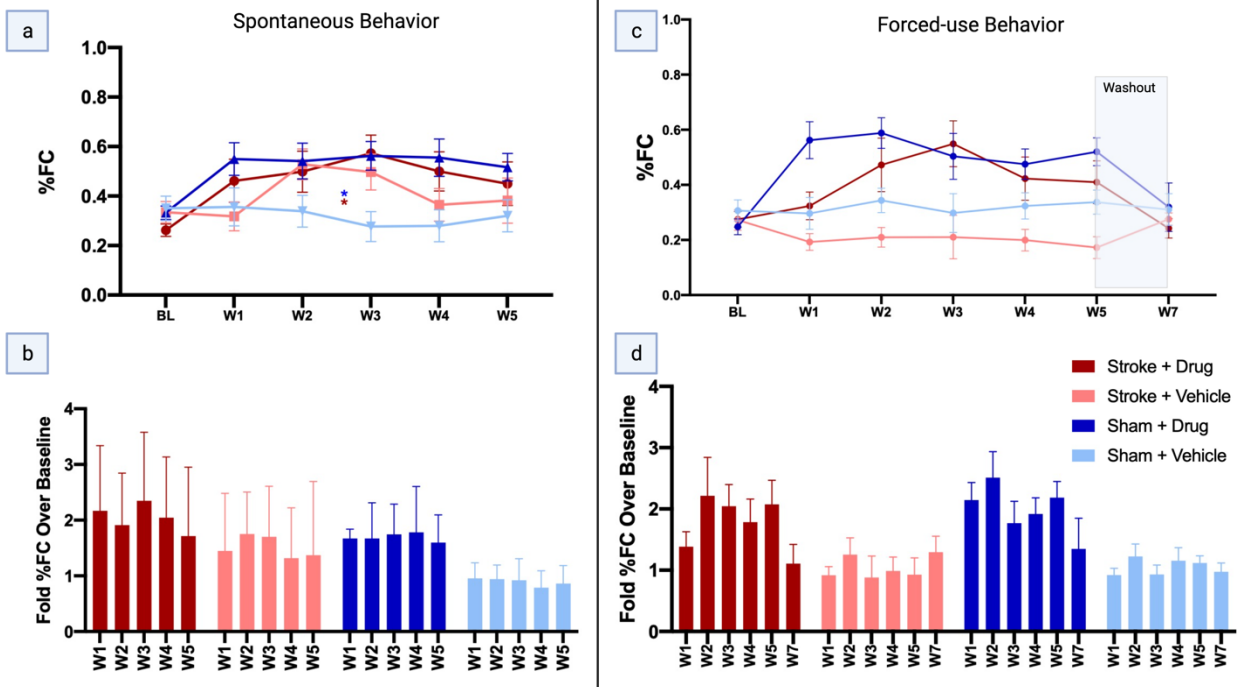 a
Spontaneous Behavior
1.0
0.8
0.6
0.4
0.2
0.0
%FC
*
*
BL W1 W2 W3 W4 W5
c
Forced-use Behavior
1.0
0.8
0.6
0.4
0.2
0.0
%FC
Washout
BL W1 W2 W3 W4 W5 W7
b
4
3
2
1
0
Fold %FC Over Baseline
W1 W2 W3 W4 W5 W1 W2 W3 W4 W5 W1 W2 W3 W4 W5 W1 W2 W3 W4 W5
d
Stroke + Drug
Stroke + Vehicle
Sham + Drug
Sham + Vehicle
4
3
2
1
0
Fold %FC Over Baseline
W1 W2 W3 W4 W5 W7 W1 W2 W3 W4 W5 W7 W1 W2 W3 W4 W5 W7 W1 W2 W3 W4 W5 W7